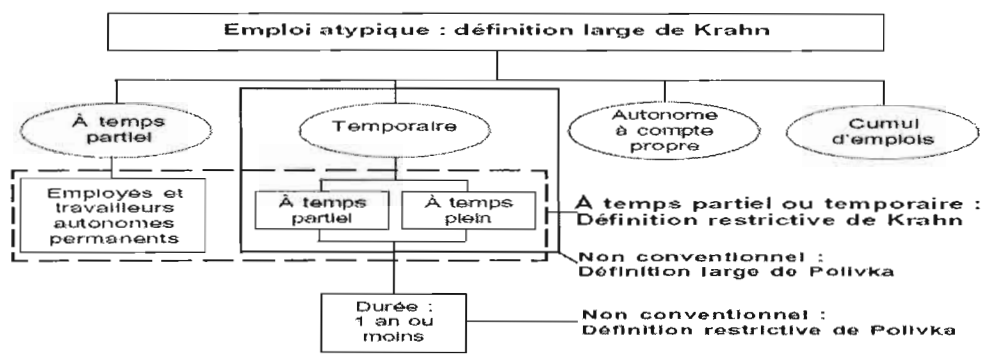 Emploi atypique : définition large de Krahn
À temps
partiel
Temporaire
Autonome
à compte
propre
Cumul
d'emplois
Employés et
travailleurs
autonomes
permanents
À temps
partiel
À temps
plein
À temps partiel ou temporaire :
Définition restrictive de Krahn
Non conventionnel :
Définition large de Polivka
Durée :
1 an ou
moins
Non conventionnel :
Définition restrictive de Polivka